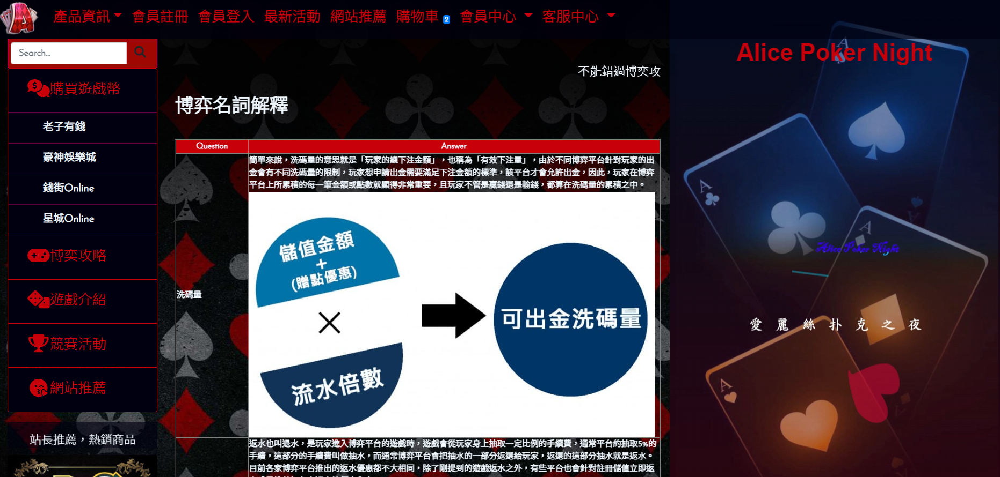 產品資訊 會員註冊 會員登入 最新活動 網站推薦 購物車 2 會員中心 客服中心
Search...
購買遊戲幣
老子有錢
豪神娛樂城
錢街Online
星城Online
博奕攻略
遊戲介紹
競賽活動
網站推薦
站長推薦，熱銷商品
不能錯過博奕攻
博弈名詞解釋
Question Answer
洗碼量
簡單來說，洗碼量的意思就是「玩家的總下注金額」，也稱為「有效下注量」，由於不同博弈平台針對玩家的出
金會有不同洗碼量的限制，玩家想申請出金需要滿足下注金額的標準，該平台才會允許出金，因此，玩家在博弈
平台上所累積的每一筆金額或點數就顯得非常重要，且玩家不管是贏錢還是輸錢，都算在洗碼量的累積之中。
儲值金額
+
(贈點優惠)
×
流水倍數
可出金洗碼量
返水也叫退水，是玩家進入博弈平台的遊戲時，遊戲會從玩家身上抽取一定比例的手續費，通常平台約抽取5%的
手續，這部分的手續費叫做抽水，而通常博弈平台會把抽水的一部分返還給玩家，返還的這部分抽水就是返水。
目前各家博弈平台推出的返水優惠都不大相同，除了剛提到的遊戲返水之外，有些平台也會針對註冊儲值立即返
Alice Poker Night
A
A
A
A
Alice Poker Night
愛麗絲扑克之夜